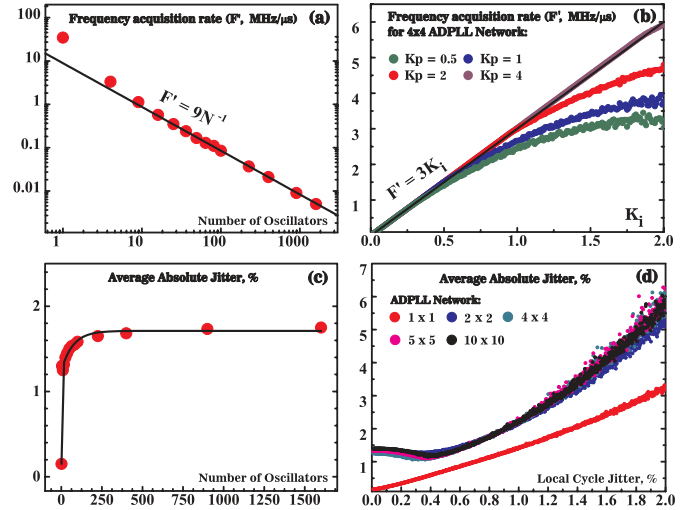 Frequency acquisition rate (F', MHz/μs)
(a)
100
10
1
0.1
0.01
F' = 9N⁻¹
Number of Oscillators
1
10
100
1000
Frequency acquisition rate (F', MHz/μs)
(b)
for 4x4 ADPLL Network:
Kp = 0.5
Kp = 1
Kp = 2
Kp = 4
6
5
4
3
2
1
F' = 3Kᵢ
Kᵢ
0.0
0.5
1.0
1.5
2.0
Average Absolute Jitter, %
(c)
2
1
0
Number of Oscillators
0
250
500
750
1000
1250
1500
Average Absolute Jitter, %
(d)
ADPLL Network:
1 x 1
2 x 2
4 x 4
5 x 5
10 x 10
6
5
4
3
2
1
Local Cycle Jitter, %
0.0
0.2
0.4
0.6
0.8
1.0
1.2
1.4
1.6
1.8
2.0